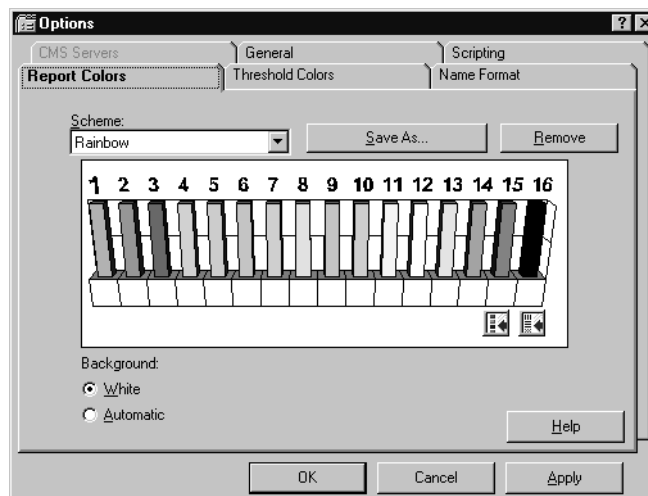 Options
CMS Servers General Scripting
Report Colors Threshold Colors Name Format
Scheme:
Rainbow Save As... Remove
1 2 3 4 5 6 7 8 9 10 11 12 13 14 15 16
Background:
White
Automatic
Help
OK Cancel Apply